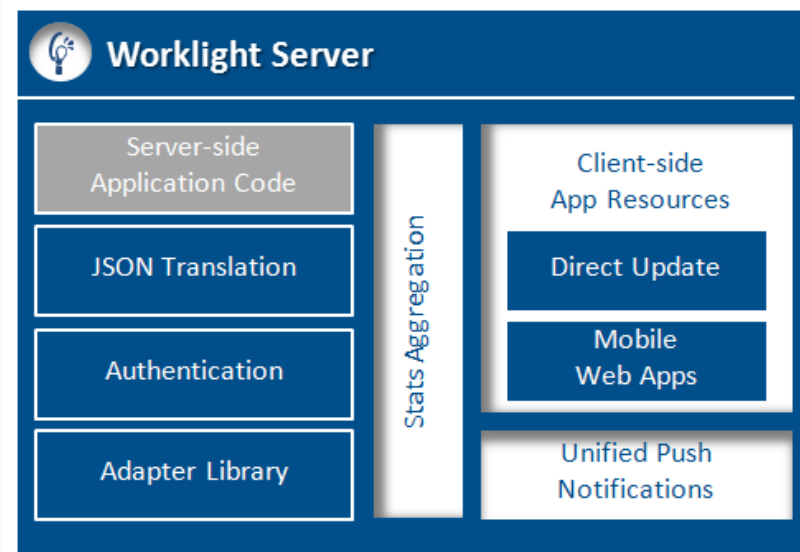 Worklight Server
Server-side
Application Code
JSON Translation
Authentication
Adapter Library
Stats Aggregation
Client-side
App Resources
Direct Update
Mobile
Web Apps
Unified Push
Notifications